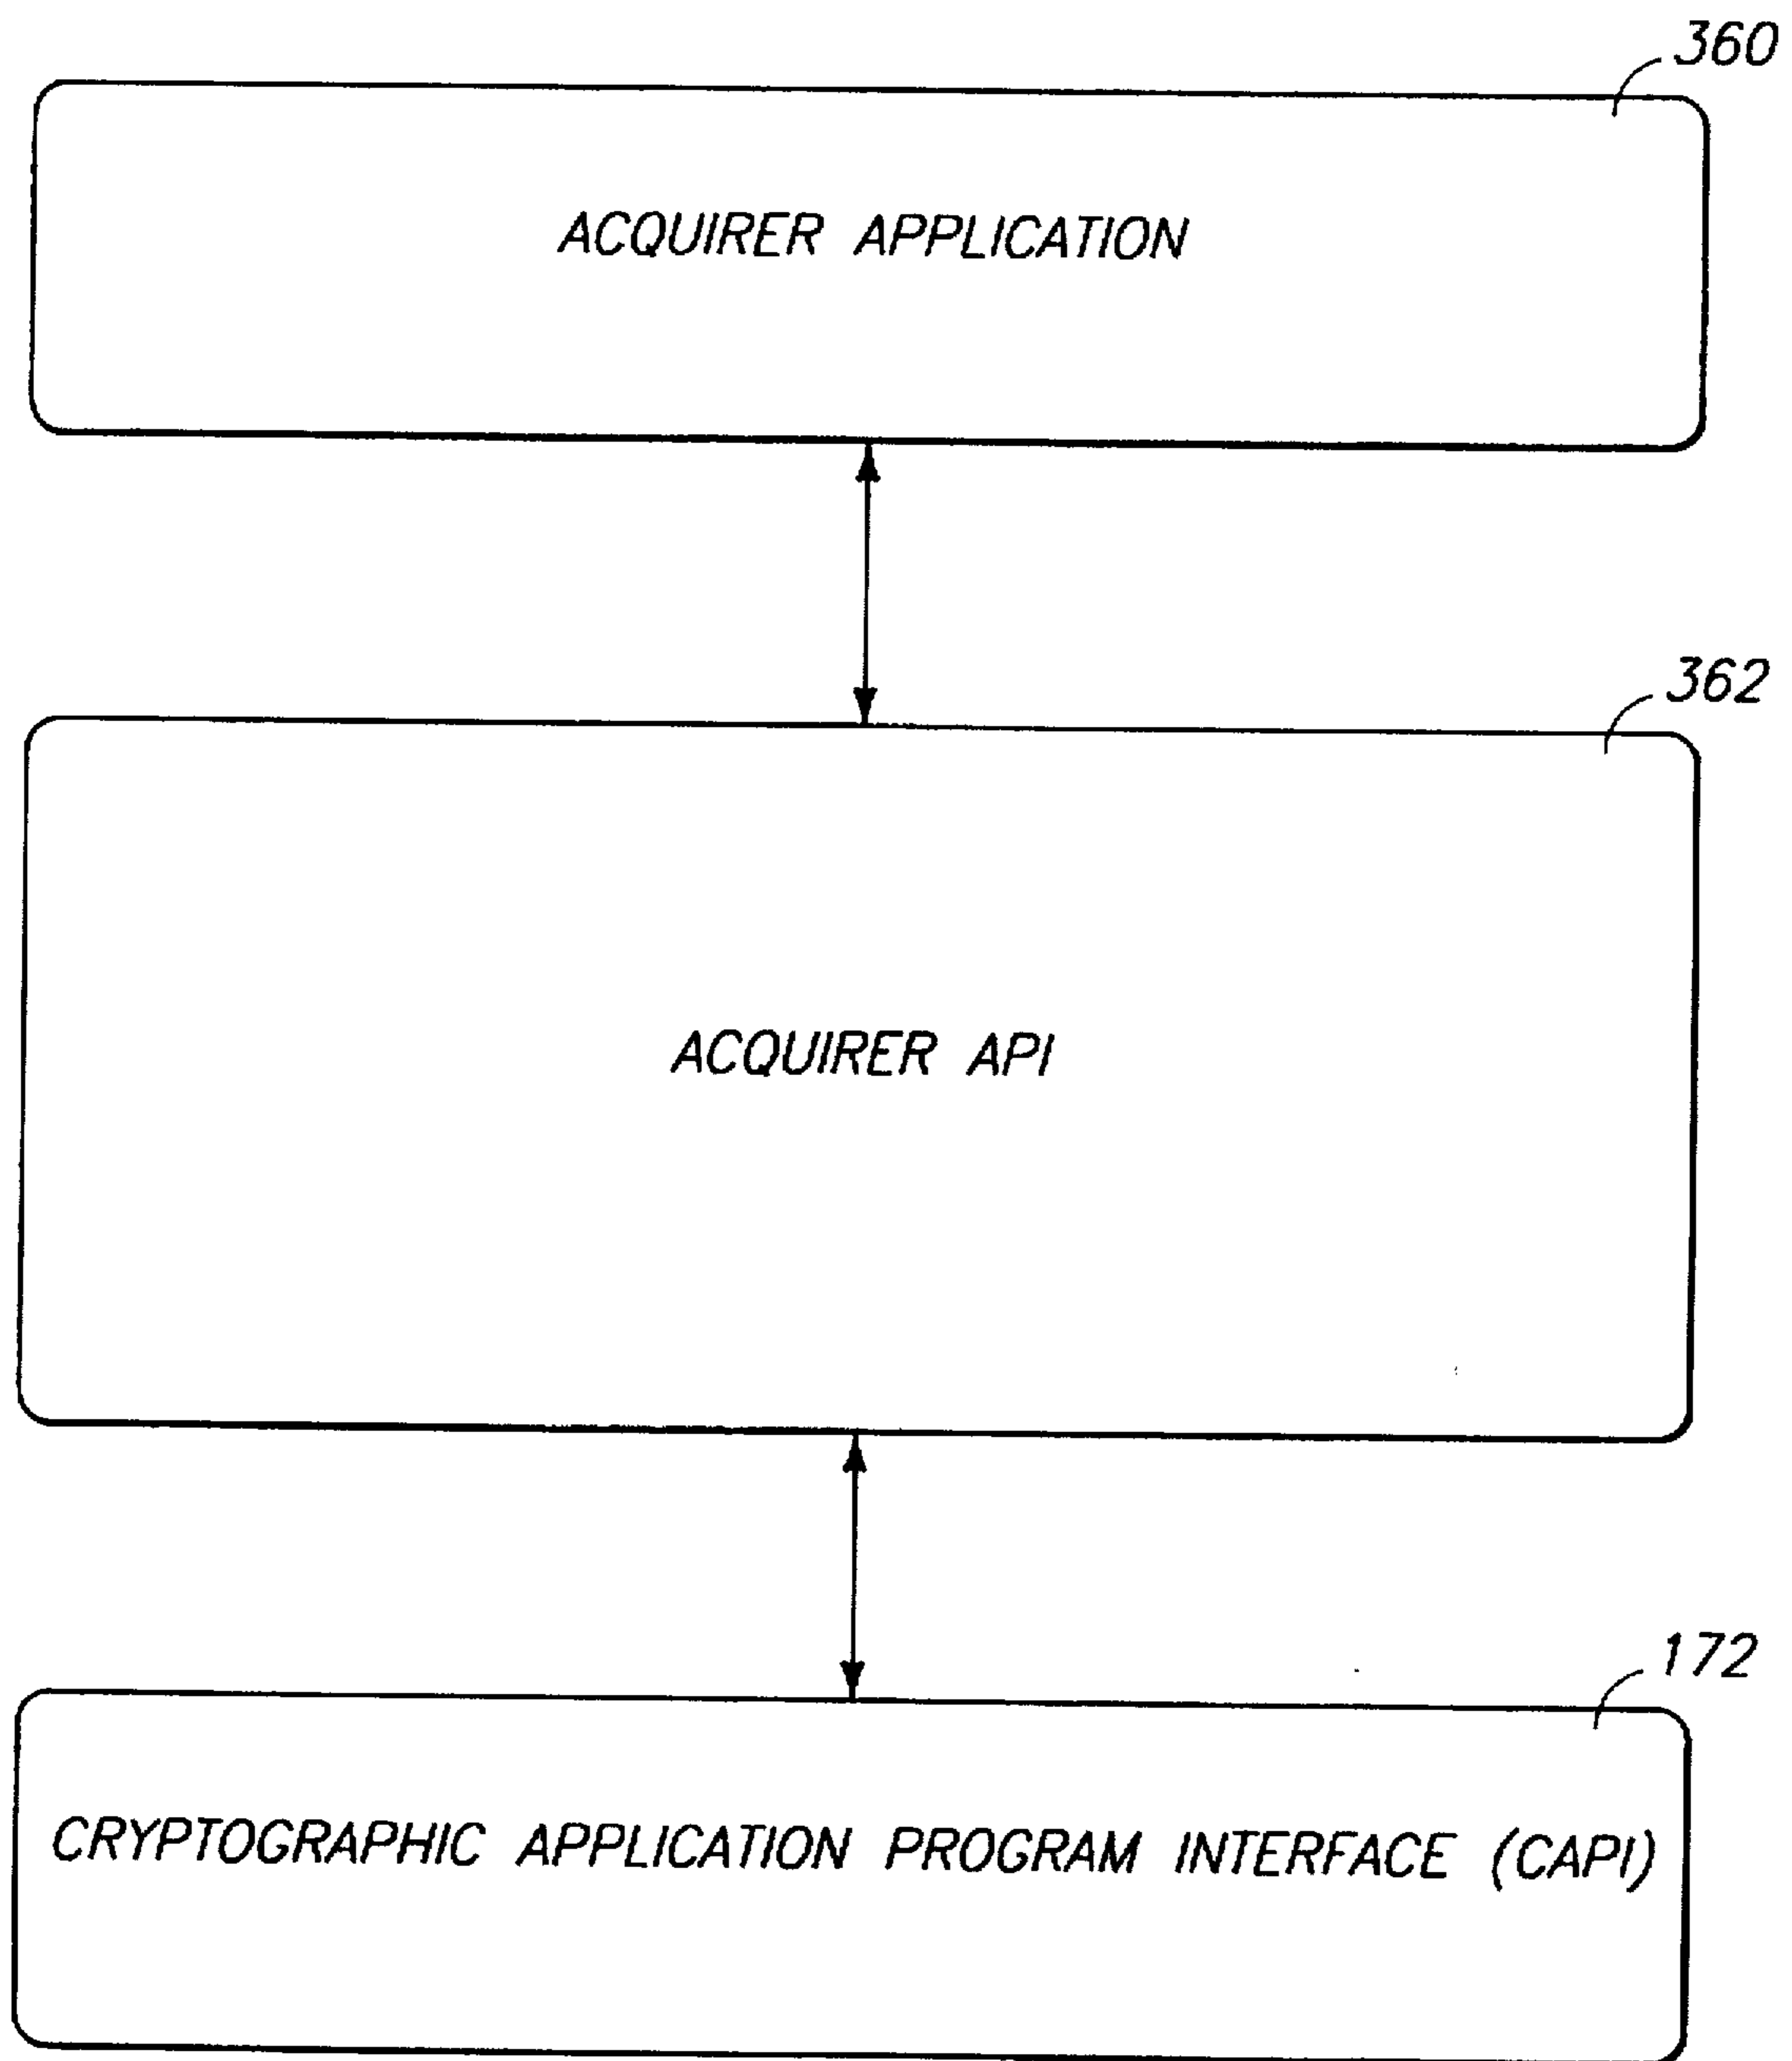 360
ACQUIRER APPLICATION
362
ACQUIRER API
172
CRYPTOGRAPHIC APPLICATION PROGRAM INTERFACE (CAPI)